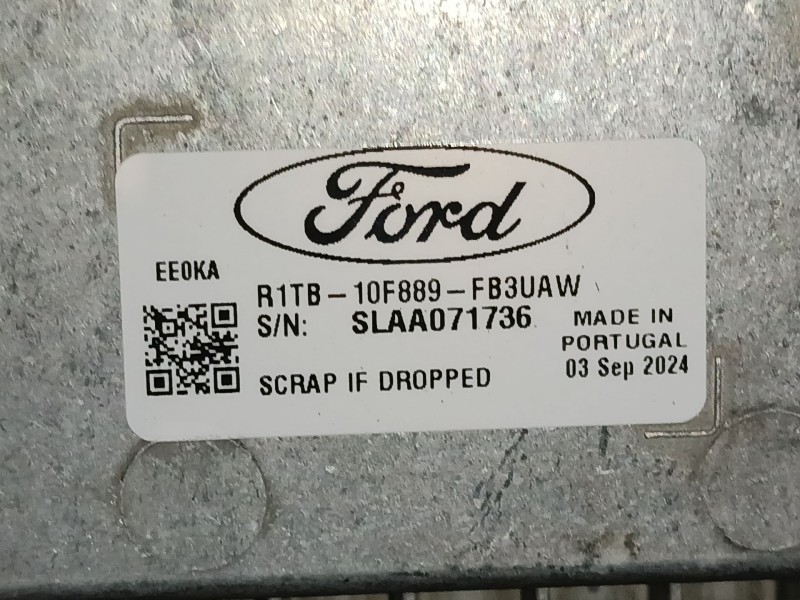 Ford
EE0KA
R1TB-10F889-FB3UAW
S/N: SLAA071736
MADE IN
PORTUGAL
03 Sep 2024
SCRAP IF DROPPED